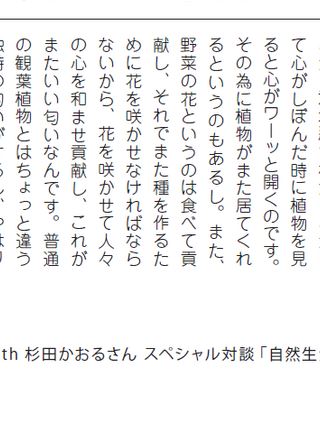 て心がしぼんだ時に植物を見
ると心がワーッと開くのです。
その為に植物がまた居てくれ
るというのもあるし。また、
野菜の花というのは食べて貢
献し、それでまた種を作るた
めに花を咲かせなければなら
ないから、花を咲かせて人々
の心を和ませ貢献し、これが
またいい匂いなんです。普通
の観葉植物とはちょっと違う
th 杉田かおるさん スペシャル対談「自然生